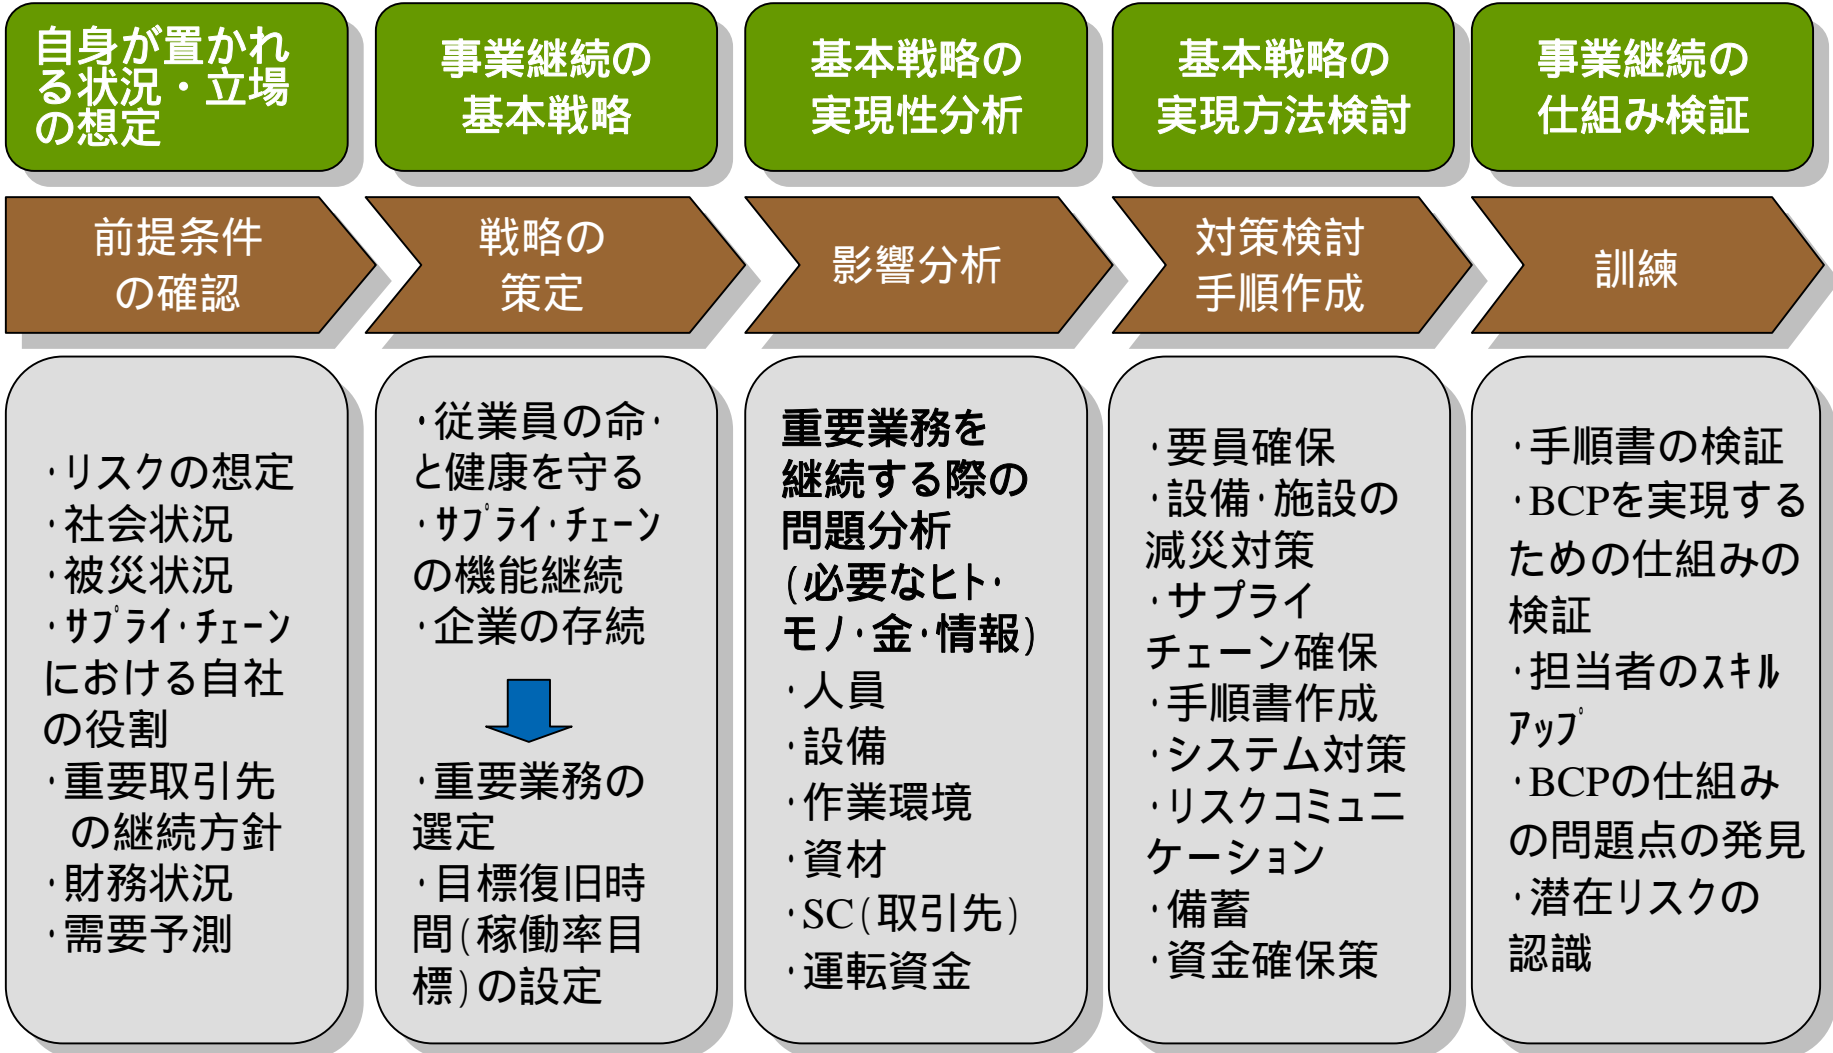 自身が置かれ
る状況・立場
の想定
事業継続の
基本戦略
基本戦略の
実現性分析
基本戦略の
実現方法検討
事業継続の
仕組み検証
前提条件
の確認
戦略の
策定
影響分析
対策検討
手順作成
訓練
・リスクの想定
・社会状況
・被災状況
・ｻﾌﾟﾗｲ・ﾁｪｰﾝ
における自社
の役割
・重要取引先
の継続方針
・財務状況
・需要予測
・従業員の命・
と健康を守る
・ｻﾌﾟﾗｲ・ﾁｪｰﾝ
の機能継続
・企業の存続
・重要業務の
選定
・目標復旧時
間(稼働率目
標)の設定
重要業務を
継続する際の
問題分析
(必要なヒト・
モノ・金・情報)
・人員
・設備
・作業環境
・資材
・SC(取引先)
・運転資金
・要員確保
・設備・施設の
減災対策
・サプライ
チェーン確保
・手順書作成
・システム対策
・リスクコミュニ
ケーション
・備蓄
・資金確保策
・手順書の検証
・BCPを実現する
ための仕組みの
検証
・担当者のｽｷﾙ
ｱｯﾌﾟ
・BCPの仕組み
の問題点の発見
・潜在リスクの
認識